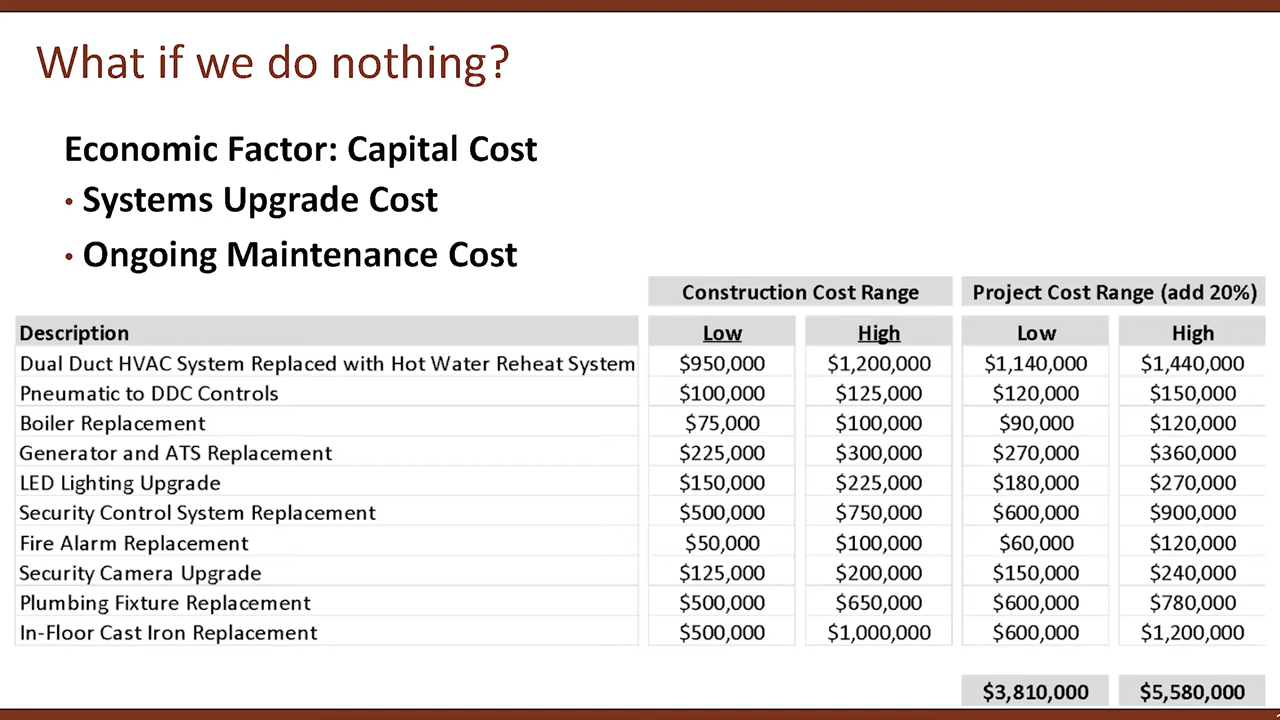 What if we do nothing?
Economic Factor: Capital Cost
• Systems Upgrade Cost
• Ongoing Maintenance Cost
Construction Cost Range Project Cost Range (add 20%)
Description Low High Low High
Dual Duct HVAC System Replaced with Hot Water Reheat System $950,000 $1,200,000 $1,140,000 $1,440,000
Pneumatic to DDC Controls $100,000 $125,000 $120,000 $150,000
Boiler Replacement $75,000 $100,000 $90,000 $120,000
Generator and ATS Replacement $225,000 $300,000 $270,000 $360,000
LED Lighting Upgrade $150,000 $225,000 $180,000 $270,000
Security Control System Replacement $500,000 $750,000 $600,000 $900,000
Fire Alarm Replacement $50,000 $100,000 $60,000 $120,000
Security Camera Upgrade $125,000 $200,000 $150,000 $240,000
Plumbing Fixture Replacement $500,000 $650,000 $600,000 $780,000
In-Floor Cast Iron Replacement $500,000 $1,000,000 $600,000 $1,200,000
$3,810,000 $5,580,000